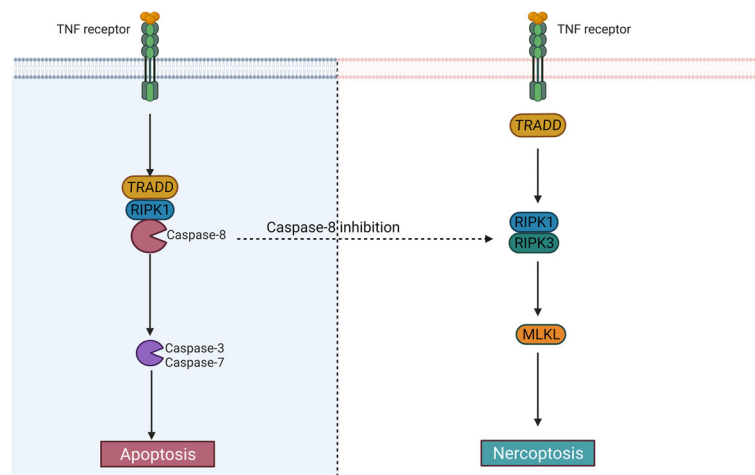 TNF receptor
TNF receptor
TRADD
TRADD
RIPK1
Caspase-8
Caspase-8 inhibition
RIPK1
RIPK3
MLKL
Caspase-3
Caspase-7
Apoptosis
Nercoptosis